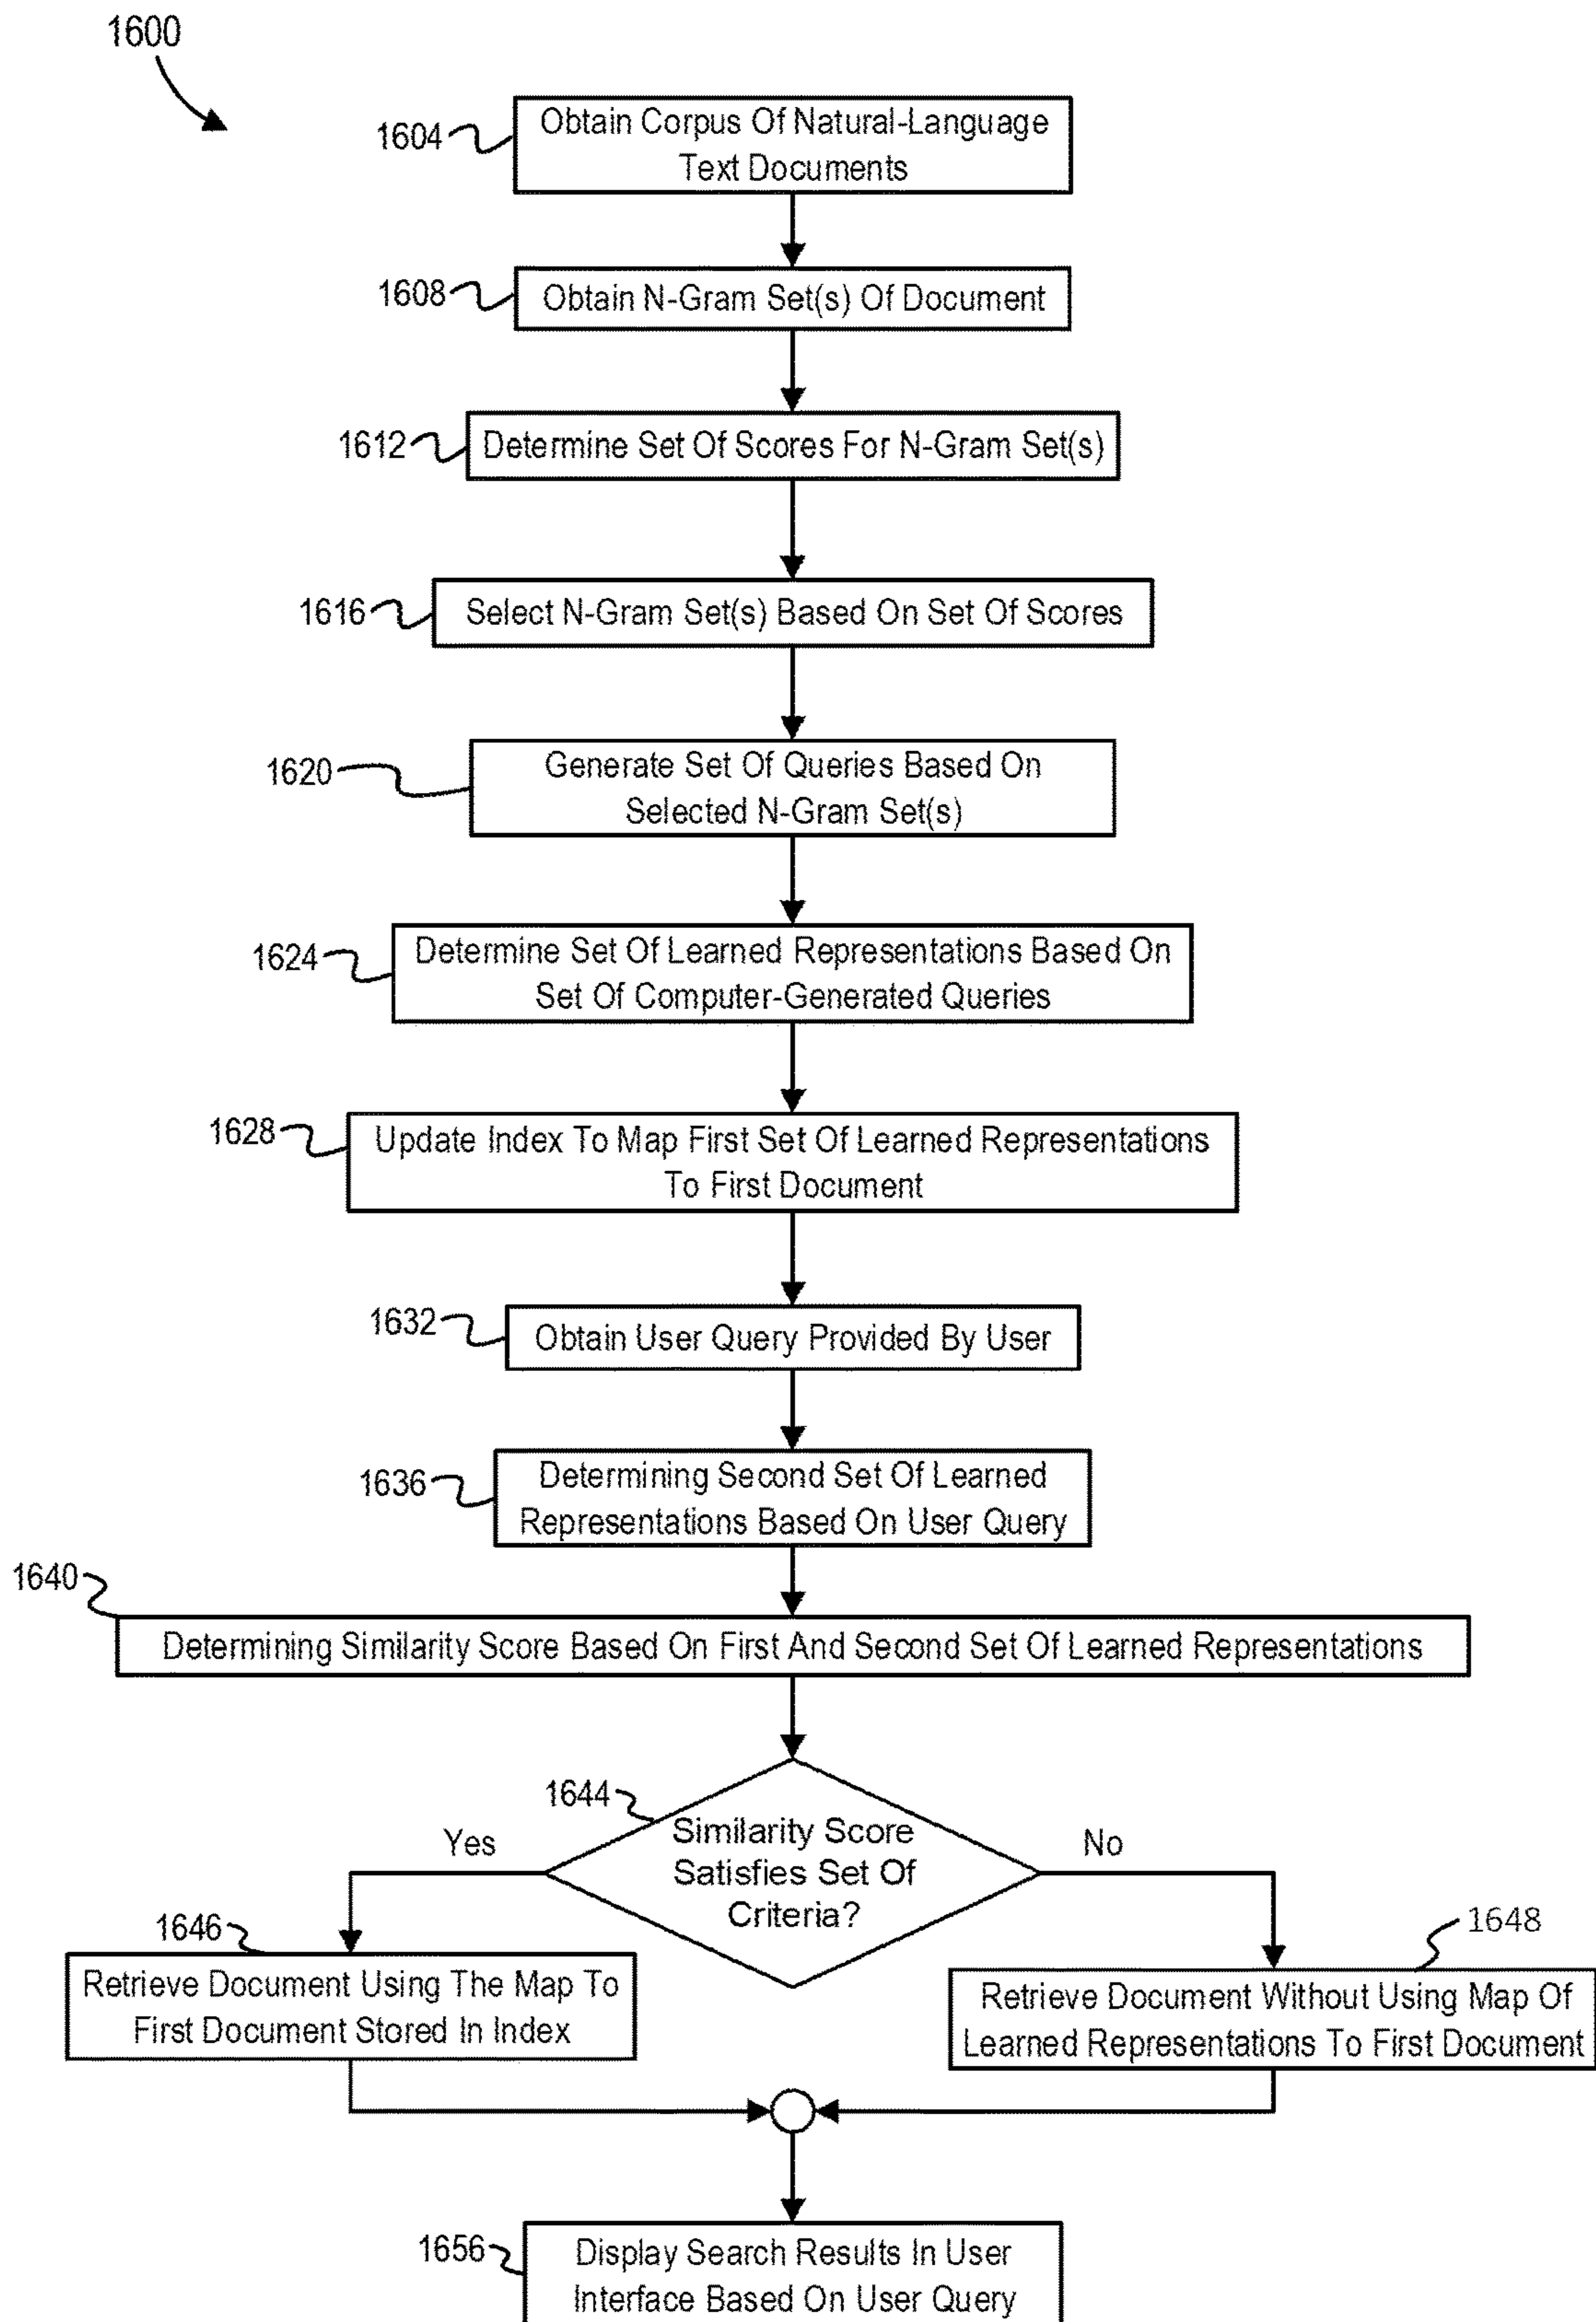 1600
1604
Obtain Corpus Of Natural-Language
Text Documents
1608
Obtain N-Gram Set(s) Of Document
1612
Determine Set Of Scores For N-Gram Set(s)
1616
Select N-Gram Set(s) Based On Set Of Scores
1620
Generate Set Of Queries Based On
Selected N-Gram Set(s)
1624
Determine Set Of Learned Representations Based On
Set Of Computer-Generated Queries
1628
Update Index To Map First Set Of Learned Representations
To First Document
1632
Obtain User Query Provided By User
1636
Determining Second Set Of Learned
Representations Based On User Query
1640
Determining Similarity Score Based On First And Second Set Of Learned Representations
1644
Similarity Score
Satisfies Set Of
Criteria?
Yes
No
1646
Retrieve Document Using The Map To
First Document Stored In Index
1648
Retrieve Document Without Using Map Of
Learned Representations To First Document
1656
Display Search Results In User
Interface Based On User Query